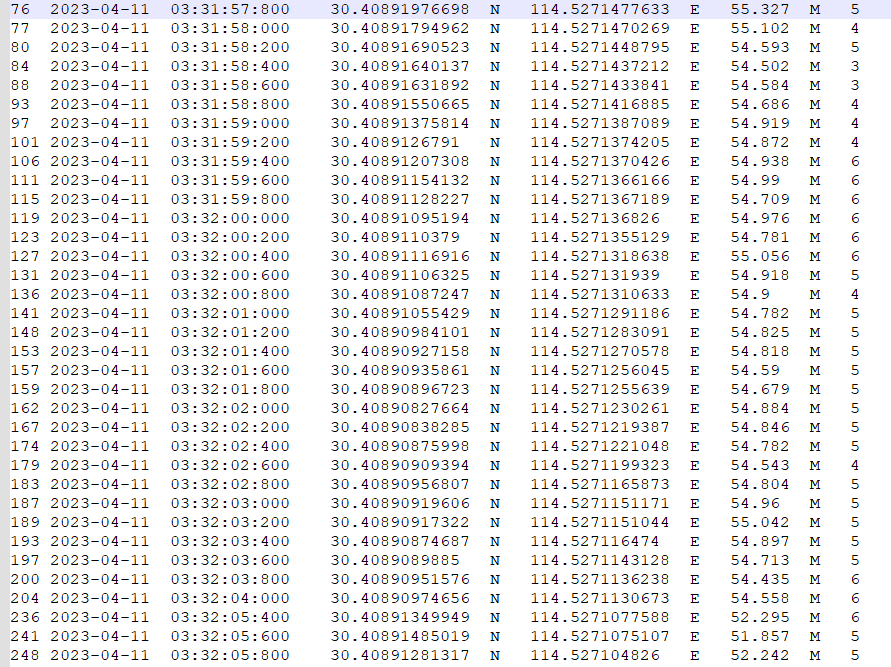 76 2023-04-11 03:31:57:800 30.40891976698 N 114.5271477633 E 55.327 M 5
77 2023-04-11 03:31:58:000 30.40891794962 N 114.5271470269 E 55.102 M 4
80 2023-04-11 03:31:58:200 30.40891690523 N 114.5271448795 E 54.593 M 5
84 2023-04-11 03:31:58:400 30.40891640137 N 114.5271437212 E 54.502 M 3
88 2023-04-11 03:31:58:600 30.40891631892 N 114.5271433841 E 54.584 M 3
93 2023-04-11 03:31:58:800 30.40891550665 N 114.5271416885 E 54.686 M 4
97 2023-04-11 03:31:59:000 30.40891375814 N 114.5271387089 E 54.919 M 4
101 2023-04-11 03:31:59:200 30.4089126791 N 114.5271374205 E 54.872 M 4
106 2023-04-11 03:31:59:400 30.40891207308 N 114.5271370426 E 54.938 M 6
111 2023-04-11 03:31:59:600 30.40891154132 N 114.5271366166 E 54.99 M 6
115 2023-04-11 03:31:59:800 30.40891128227 N 114.5271367189 E 54.709 M 6
119 2023-04-11 03:32:00:000 30.40891095194 N 114.527136826 E 54.976 M 6
123 2023-04-11 03:32:00:200 30.4089110379 N 114.5271355129 E 54.781 M 6
127 2023-04-11 03:32:00:400 30.40891116916 N 114.5271318638 E 55.056 M 6
131 2023-04-11 03:32:00:600 30.40891106325 N 114.527131939 E 54.918 M 5
136 2023-04-11 03:32:00:800 30.40891087247 N 114.5271310633 E 54.9 M 4
141 2023-04-11 03:32:01:000 30.40891055429 N 114.5271291186 E 54.782 M 5
148 2023-04-11 03:32:01:200 30.40890984101 N 114.5271283091 E 54.825 M 5
153 2023-04-11 03:32:01:400 30.40890927158 N 114.5271270578 E 54.818 M 5
157 2023-04-11 03:32:01:600 30.40890935861 N 114.5271256045 E 54.59 M 5
159 2023-04-11 03:32:01:800 30.40890896723 N 114.5271255639 E 54.679 M 5
162 2023-04-11 03:32:02:000 30.40890827664 N 114.5271230261 E 54.884 M 5
167 2023-04-11 03:32:02:200 30.40890838285 N 114.5271219387 E 54.846 M 5
174 2023-04-11 03:32:02:400 30.40890875998 N 114.5271221048 E 54.782 M 5
179 2023-04-11 03:32:02:600 30.40890909394 N 114.5271199323 E 54.543 M 4
183 2023-04-11 03:32:02:800 30.40890956807 N 114.5271165873 E 54.804 M 5
187 2023-04-11 03:32:03:000 30.40890919606 N 114.5271151171 E 54.96 M 5
189 2023-04-11 03:32:03:200 30.40890917322 N 114.5271151044 E 55.042 M 5
193 2023-04-11 03:32:03:400 30.40890874687 N 114.527116474 E 54.897 M 5
197 2023-04-11 03:32:03:600 30.4089089885 N 114.5271143128 E 54.713 M 5
200 2023-04-11 03:32:03:800 30.40890951576 N 114.5271136238 E 54.435 M 6
204 2023-04-11 03:32:04:000 30.40890974656 N 114.5271130673 E 54.558 M 6
236 2023-04-11 03:32:05:400 30.40891349949 N 114.5271077588 E 52.295 M 6
241 2023-04-11 03:32:05:600 30.40891485019 N 114.5271075107 E 51.857 M 5
248 2023-04-11 03:32:05:800 30.40891281317 N 114.527104826 E 52.242 M 5